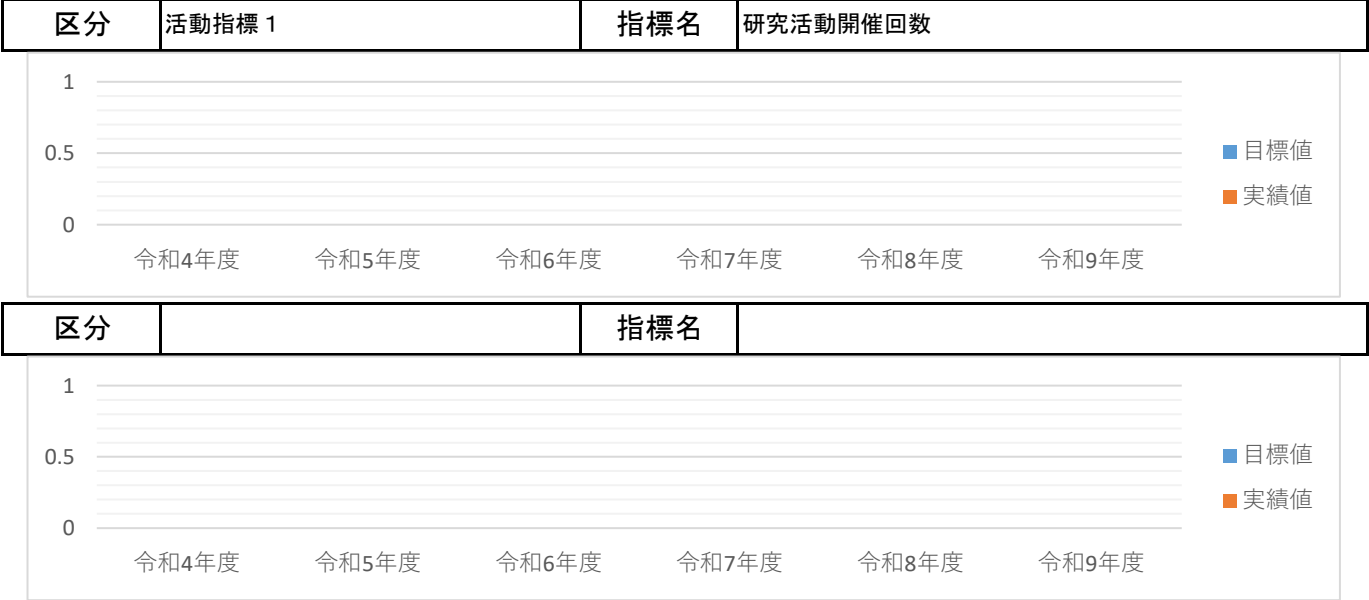 区分 活動指標１ 指標名 研究活動開催回数
1
0.5
0
令和4年度 令和5年度 令和6年度 令和7年度 令和8年度 令和9年度
目標値
実績値
区分 指標名
1
0.5
0
令和4年度 令和5年度 令和6年度 令和7年度 令和8年度 令和9年度
目標値
実績値